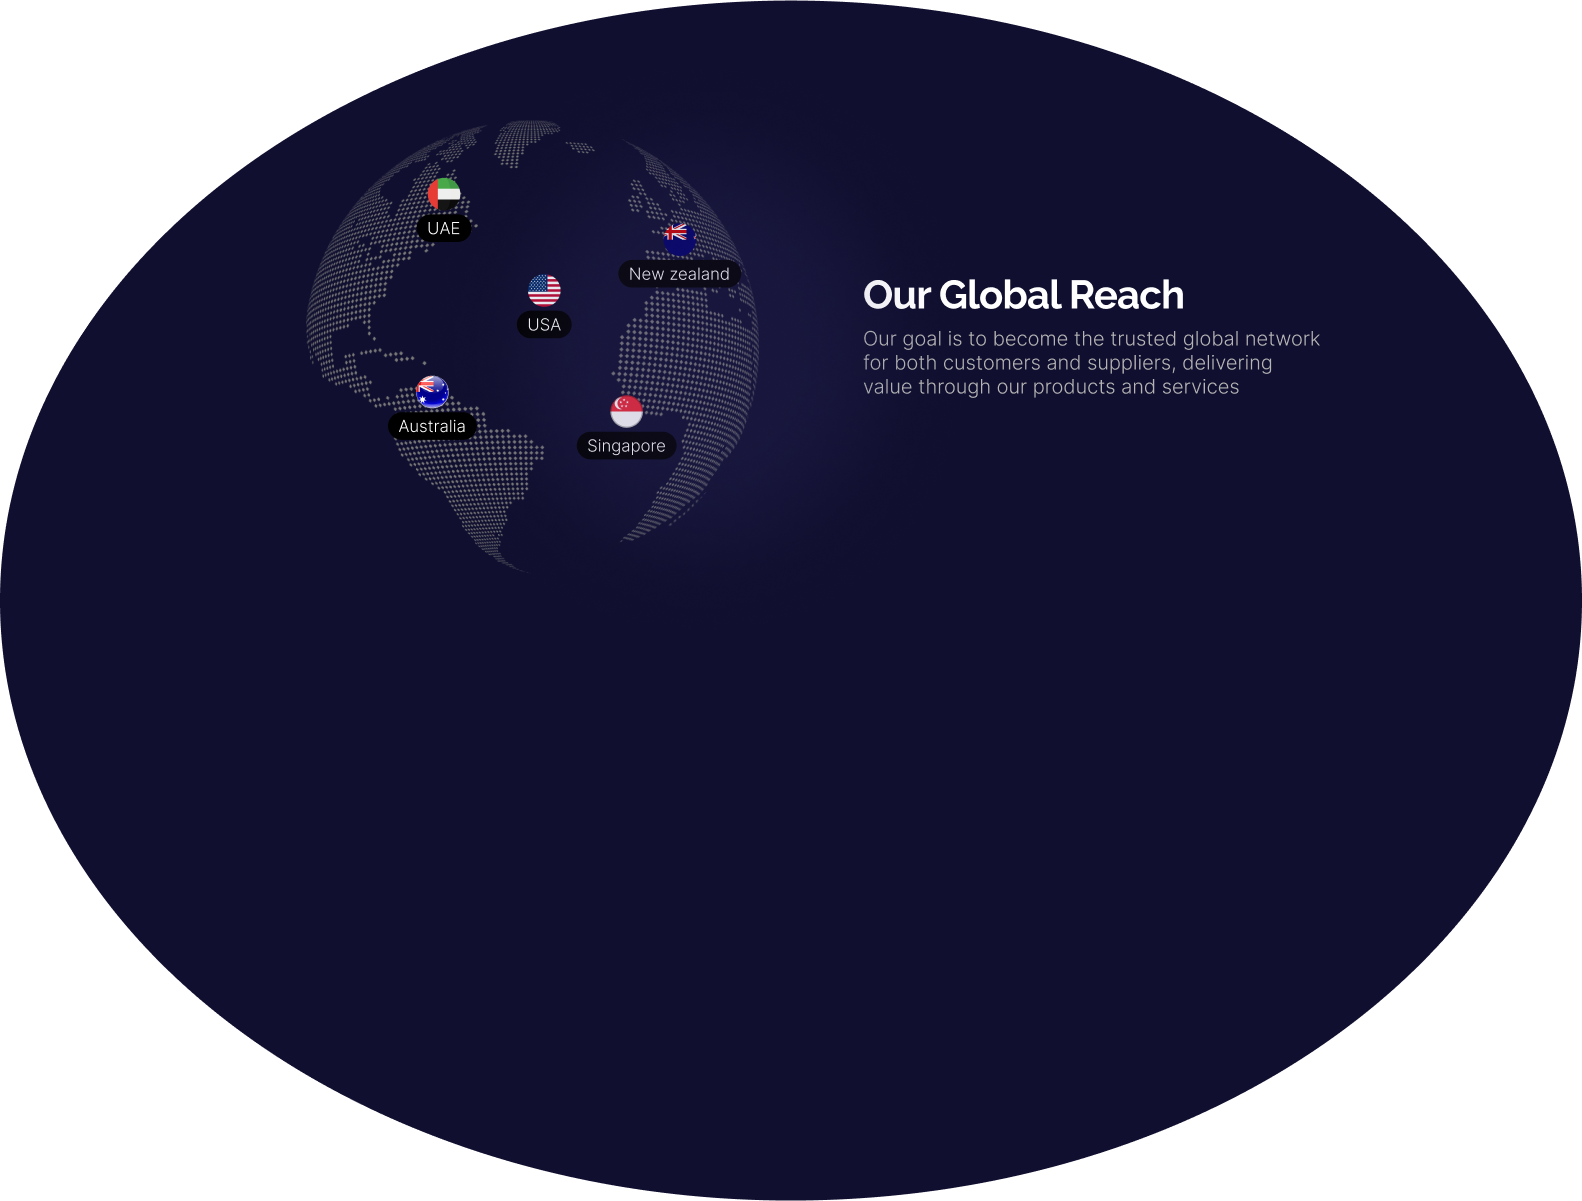 UAE
New zealand
USA
Australia
Singapore
Our Global Reach
Our goal is to become the trusted global network
for both customers and suppliers, delivering
value through our products and services